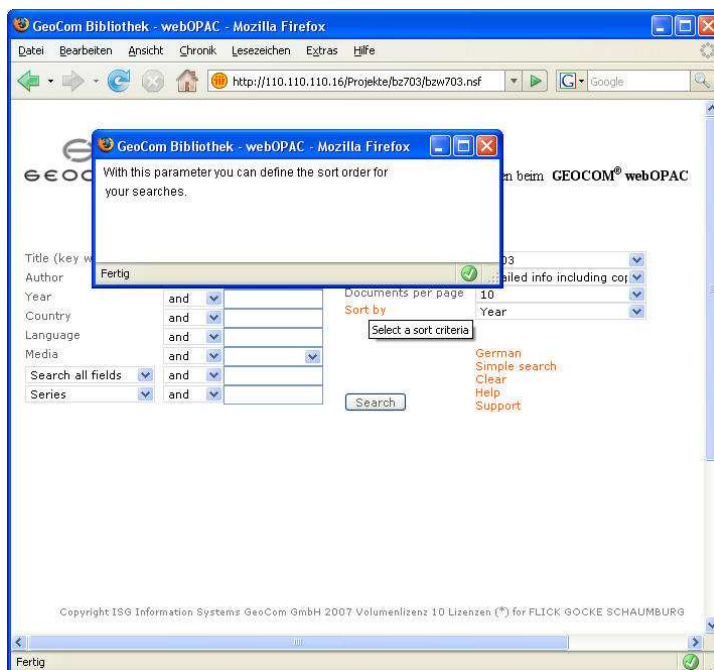 GeoCom Bibliothek - webOPAC - Mozilla Firefox
Datei Bearbeiten Ansicht Chronik Lesezeichen Extras Hilfe
http://110.110.110.16/Projekte/bz703/bzw703.nsf
G Google
GeoCom Bibliothek - webOPAC - Mozilla Firefox
With this parameter you can define the sort order for
your searches.
Fertig
beim GEOCOM® webOPAC
Title (key
Author
including
Year and
Documents per page 10
Country and
Sort by Year
Select a sort criteria
Language and
Media and
Search all fields and
Series and
Search
German
Simple search
Clear
Help
Support
Copyright ISG Information Systems GeoCom GmbH 2007 Volumenlizenz 10 Lizenzen (*) for FLICK GOCKE SCHAUMBURG
Fertig